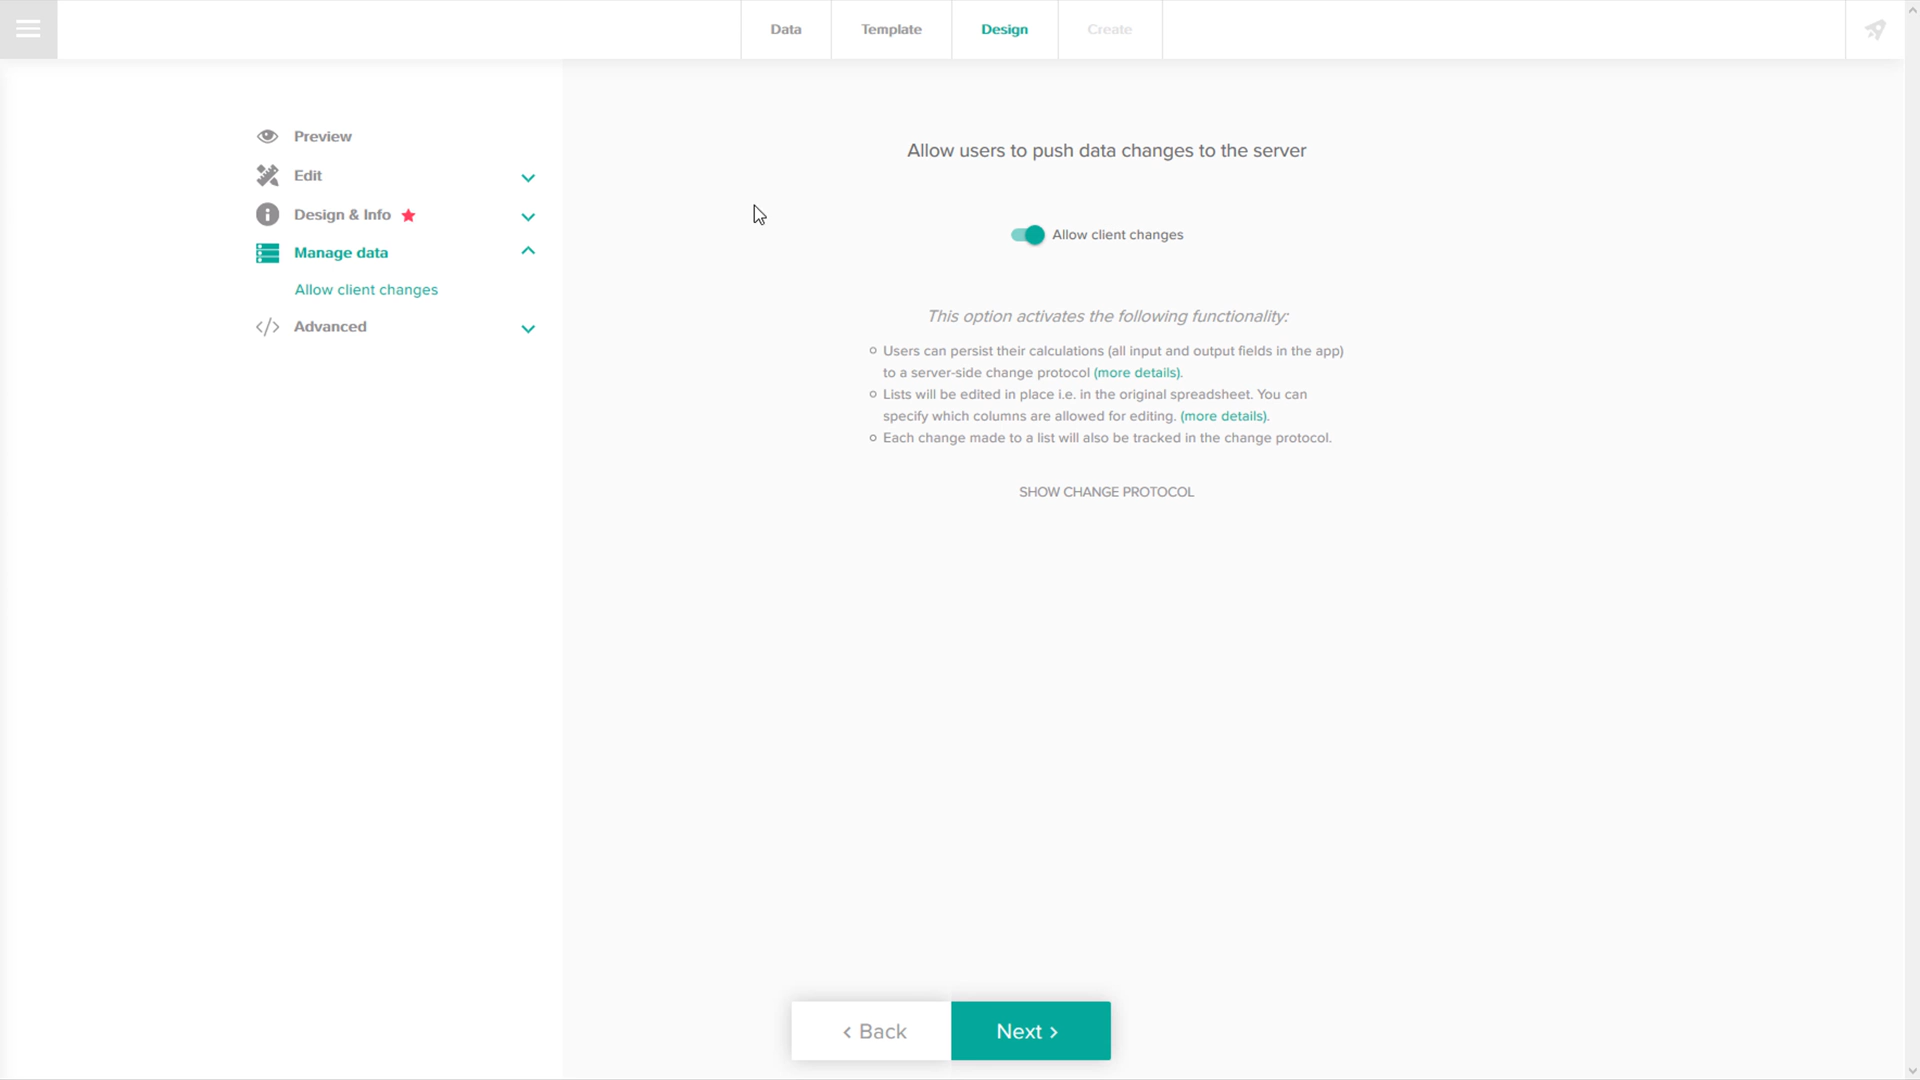 Data
Template
Design
Create
Preview
Edit
Design & Info
Manage data
Allow client changes
Advanced
Allow users to push data changes to the server
Allow client changes
This option activates the following functionality:
Users can persist their calculations (all input and output fields in the app)
to a server-side change protocol (more details).
Lists will be edited in place i.e. in the original spreadsheet. You can
specify which columns are allowed for editing. (more details).
Each change made to a list will also be tracked in the change protocol.
SHOW CHANGE PROTOCOL
< Back
Next >